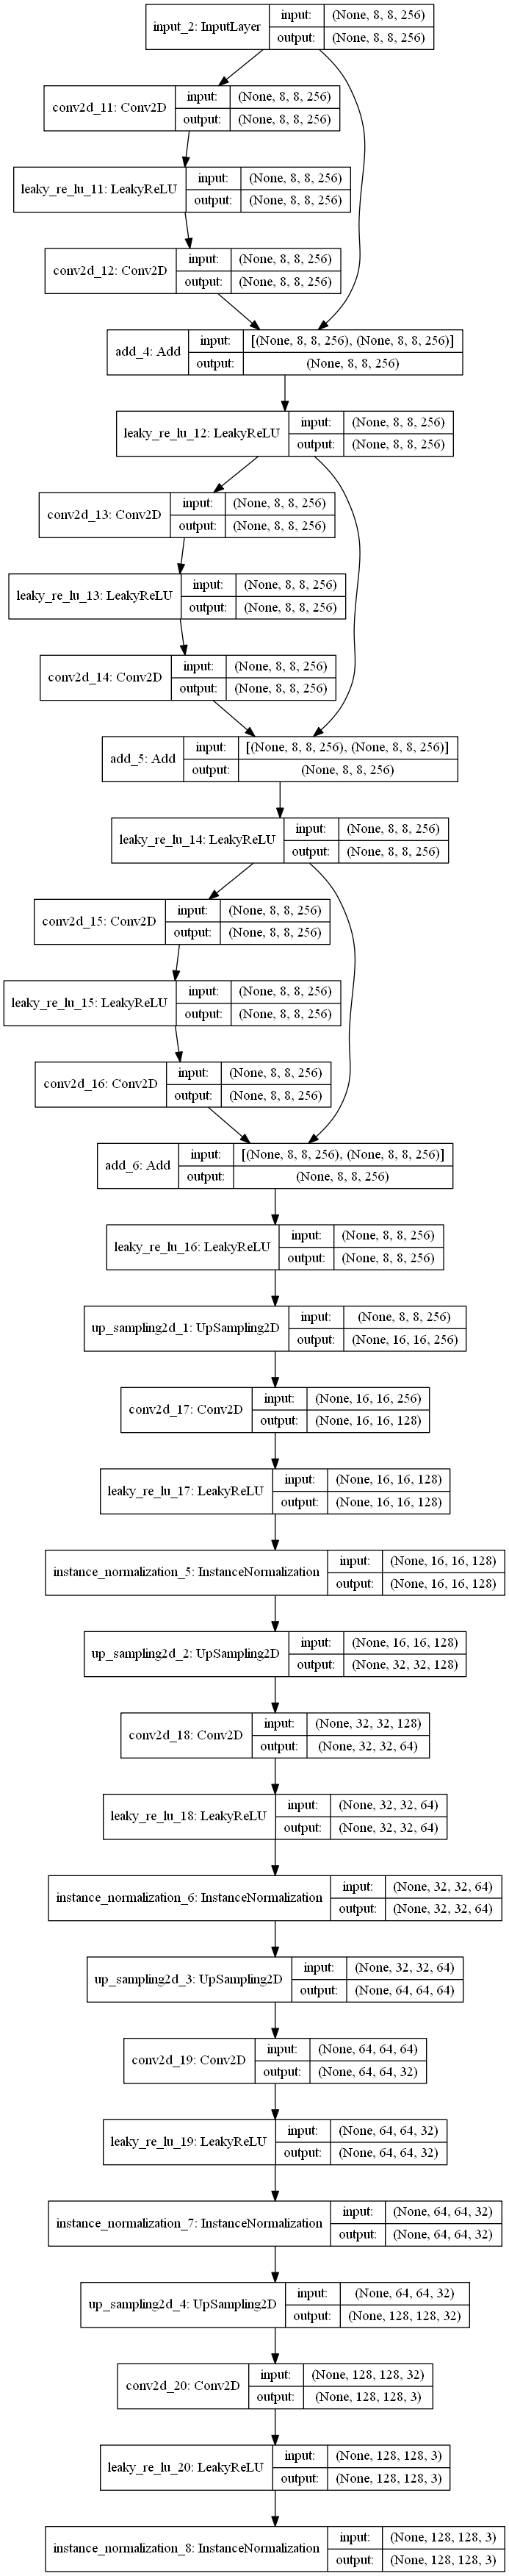 input_2: InputLayer
input: (None, 8, 8, 256)
output: (None, 8, 8, 256)
conv2d_11: Conv2D
input: (None, 8, 8, 256)
output: (None, 8, 8, 256)
leaky_re_lu_11: LeakyReLU
input: (None, 8, 8, 256)
output: (None, 8, 8, 256)
conv2d_12: Conv2D
input: (None, 8, 8, 256)
output: (None, 8, 8, 256)
add_4: Add
input: [(None, 8, 8, 256), (None, 8, 8, 256)]
output: (None, 8, 8, 256)
leaky_re_lu_12: LeakyReLU
input: (None, 8, 8, 256)
output: (None, 8, 8, 256)
conv2d_13: Conv2D
input: (None, 8, 8, 256)
output: (None, 8, 8, 256)
leaky_re_lu_13: LeakyReLU
input: (None, 8, 8, 256)
output: (None, 8, 8, 256)
conv2d_14: Conv2D
input: (None, 8, 8, 256)
output: (None, 8, 8, 256)
add_5: Add
input: [(None, 8, 8, 256), (None, 8, 8, 256)]
output: (None, 8, 8, 256)
leaky_re_lu_14: LeakyReLU
input: (None, 8, 8, 256)
output: (None, 8, 8, 256)
conv2d_15: Conv2D
input: (None, 8, 8, 256)
output: (None, 8, 8, 256)
leaky_re_lu_15: LeakyReLU
input: (None, 8, 8, 256)
output: (None, 8, 8, 256)
conv2d_16: Conv2D
input: (None, 8, 8, 256)
output: (None, 8, 8, 256)
add_6: Add
input: [(None, 8, 8, 256), (None, 8, 8, 256)]
output: (None, 8, 8, 256)
leaky_re_lu_16: LeakyReLU
input: (None, 8, 8, 256)
output: (None, 8, 8, 256)
up_sampling2d_1: UpSampling2D
input: (None, 8, 8, 256)
output: (None, 16, 16, 256)
conv2d_17: Conv2D
input: (None, 16, 16, 256)
output: (None, 16, 16, 128)
leaky_re_lu_17: LeakyReLU
input: (None, 16, 16, 128)
output: (None, 16, 16, 128)
instance_normalization_5: InstanceNormalization
input: (None, 16, 16, 128)
output: (None, 16, 16, 128)
up_sampling2d_2: UpSampling2D
input: (None, 16, 16, 128)
output: (None, 32, 32, 128)
conv2d_18: Conv2D
input: (None, 32, 32, 128)
output: (None, 32, 32, 64)
leaky_re_lu_18: LeakyReLU
input: (None, 32, 32, 64)
output: (None, 32, 32, 64)
instance_normalization_6: InstanceNormalization
input: (None, 32, 32, 64)
output: (None, 32, 32, 64)
up_sampling2d_3: UpSampling2D
input: (None, 32, 32, 64)
output: (None, 64, 64, 64)
conv2d_19: Conv2D
input: (None, 64, 64, 64)
output: (None, 64, 64, 32)
leaky_re_lu_19: LeakyReLU
input: (None, 64, 64, 32)
output: (None, 64, 64, 32)
instance_normalization_7: InstanceNormalization
input: (None, 64, 64, 32)
output: (None, 64, 64, 32)
up_sampling2d_4: UpSampling2D
input: (None, 64, 64, 32)
output: (None, 128, 128, 32)
conv2d_20: Conv2D
input: (None, 128, 128, 32)
output: (None, 128, 128, 3)
leaky_re_lu_20: LeakyReLU
input: (None, 128, 128, 3)
output: (None, 128, 128, 3)
instance_normalization_8: InstanceNormalization
input: (None, 128, 128, 3)
output: (None, 128, 128, 3)